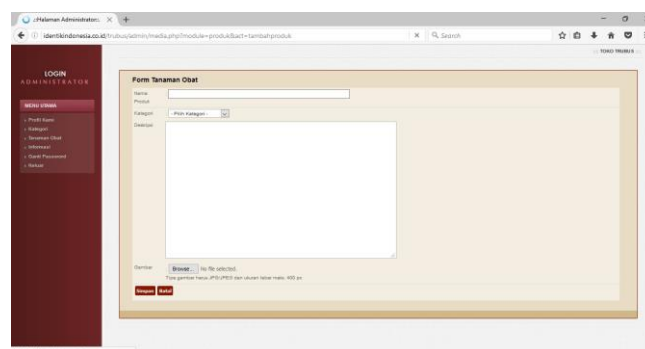 .:Halaman Administrator:.
identikindonesia.co.id/trubus/admin/media.php?module=produk&act=tambahproduk
Search
TOKO TRUBUS
LOGIN
ADMINISTRATOR
MENU UTAMA
» Profil Kami
» Kategori
» Tanaman Obat
» Informasi
» Ganti Password
» Keluar
Form Tanaman Obat
Nama
Produk
Kategori
- Pilih Kategori -
Deskripsi
Gambar
Browse... No file selected.
Tipe gambar harus JPG/JPEG dan ukuran lebar maks: 400 px
Simpan Batal